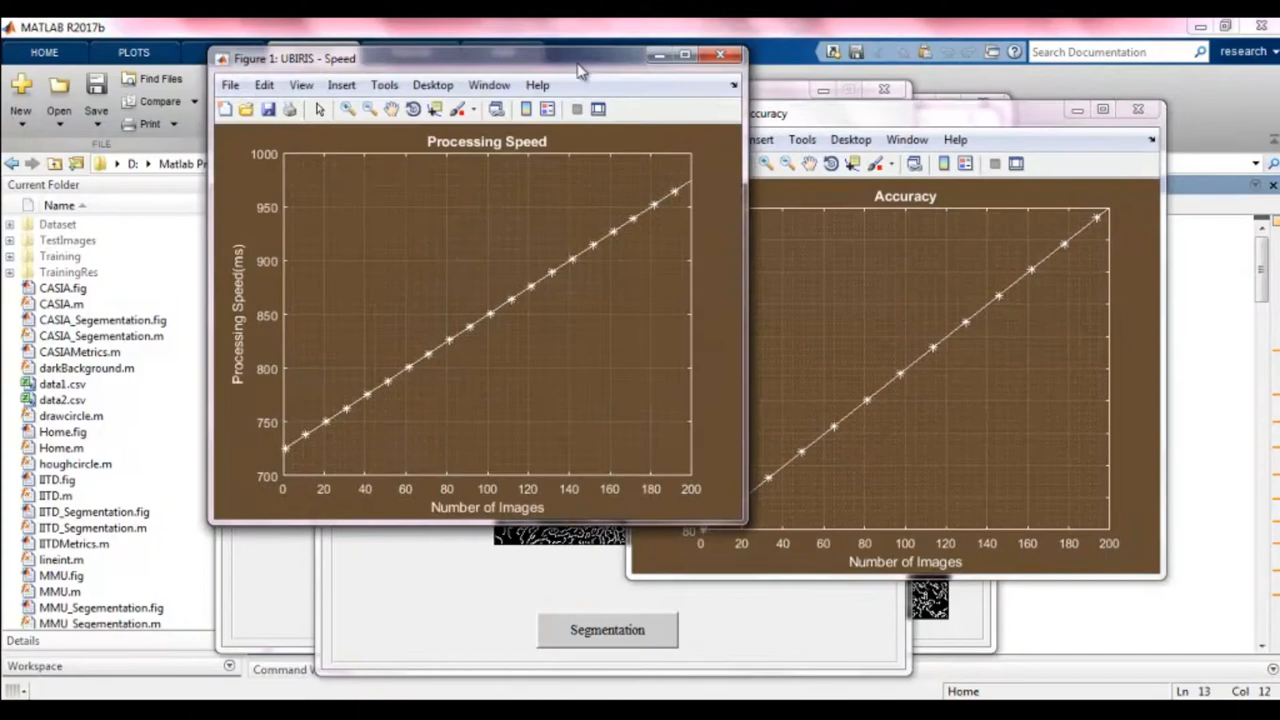 MATLAB R2017b
HOME
PLOTS
Search Documentation
research
New
Open
Save
Find Files
Compare
Print
FILE
D:
Matlab Pr
Current Folder
Name
Dataset
TestImages
Training
TrainingRes
CASIA.fig
CASIA.m
CASIA_Segementation.fig
CASIA_Segementation.m
CASIAMetrics.m
darkBackground.m
data1.csv
data2.csv
drawcircle.m
Home.fig
Home.m
houghcircle.m
IITD.fig
IITD.m
IITD_Segmentation.fig
IITD_Segmentation.m
IITDMetrics.m
lineint.m
MMU.fig
MMU.m
MMU_Segementation.fig
MMU_Segementation.m
Details
Workspace
Command W
Figure 1: UBIRIS - Speed
File Edit View Insert Tools Desktop Window Help
Processing Speed
1000
950
900
850
800
750
700
Processing Speed(ms)
0 20 40 60 80 100 120 140 160 180 200
Number of Images
ccuracy
nsert Tools Desktop Window Help
Accuracy
80
0 20 40 60 80 100 120 140 160 180 200
Number of Images
Segmentation
Home
Ln 13 Col 12